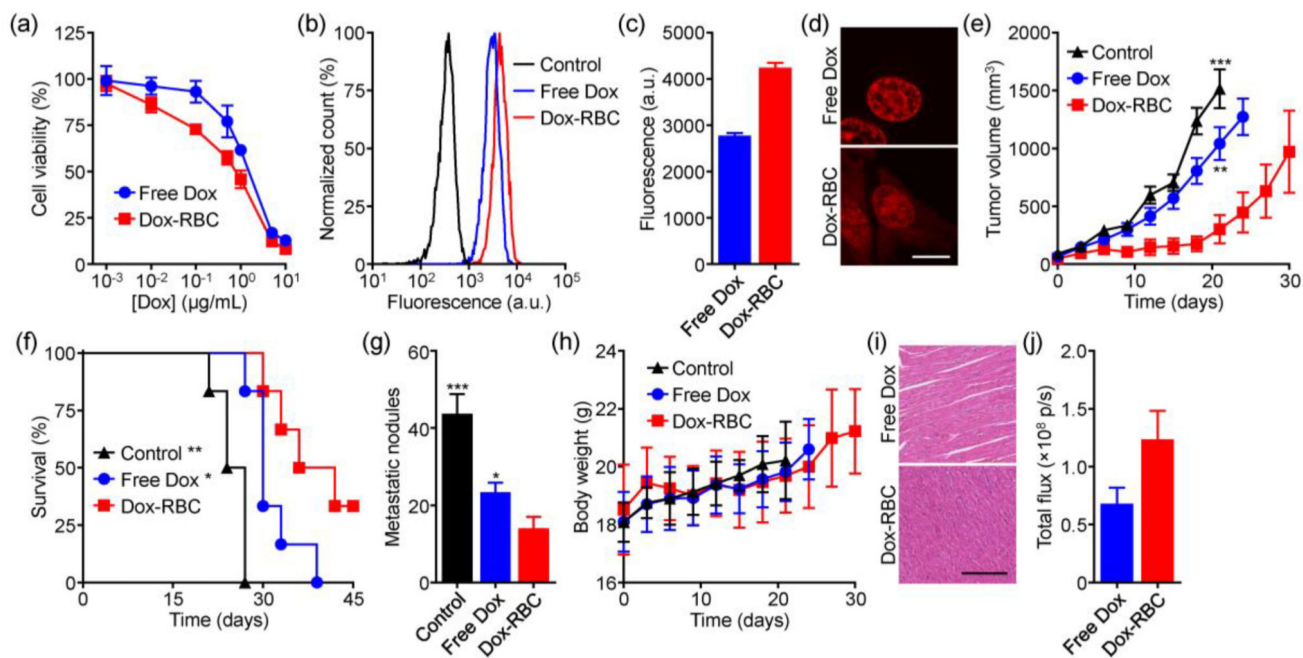 (a)
125
100
75
50
25
0
Cell viability (%)
Free Dox
Dox-RBC
10⁻³ 10⁻² 10⁻¹ 10⁰ 10¹
[Dox] (µg/mL)
(b)
100
75
50
25
0
Normalized count (%)
Control
Free Dox
Dox-RBC
10¹ 10² 10³ 10⁴ 10⁵
Fluorescence (a.u.)
(c)
5000
4000
3000
2000
1000
0
Fluorescence (a.u.)
Free Dox
Dox-RBC
(d)
Free Dox
Dox-RBC
(e)
2000
1500
1000
500
0
Tumor volume (mm³)
Control
Free Dox
Dox-RBC
***
**
0 10 20 30
Time (days)
(f)
100
75
50
25
0
Survival (%)
Control **
Free Dox *
Dox-RBC
0 15 30 45
Time (days)
(g)
60
40
20
0
Metastatic nodules
***
*
Control
Free Dox
Dox-RBC
(h)
24
22
20
18
16
Body weight (g)
Control
Free Dox
Dox-RBC
0 10 20 30
Time (days)
(i)
Free Dox
Dox-RBC
(j)
2.0
1.5
1.0
0.5
0
Total flux (×10⁸ p/s)
Free Dox
Dox-RBC